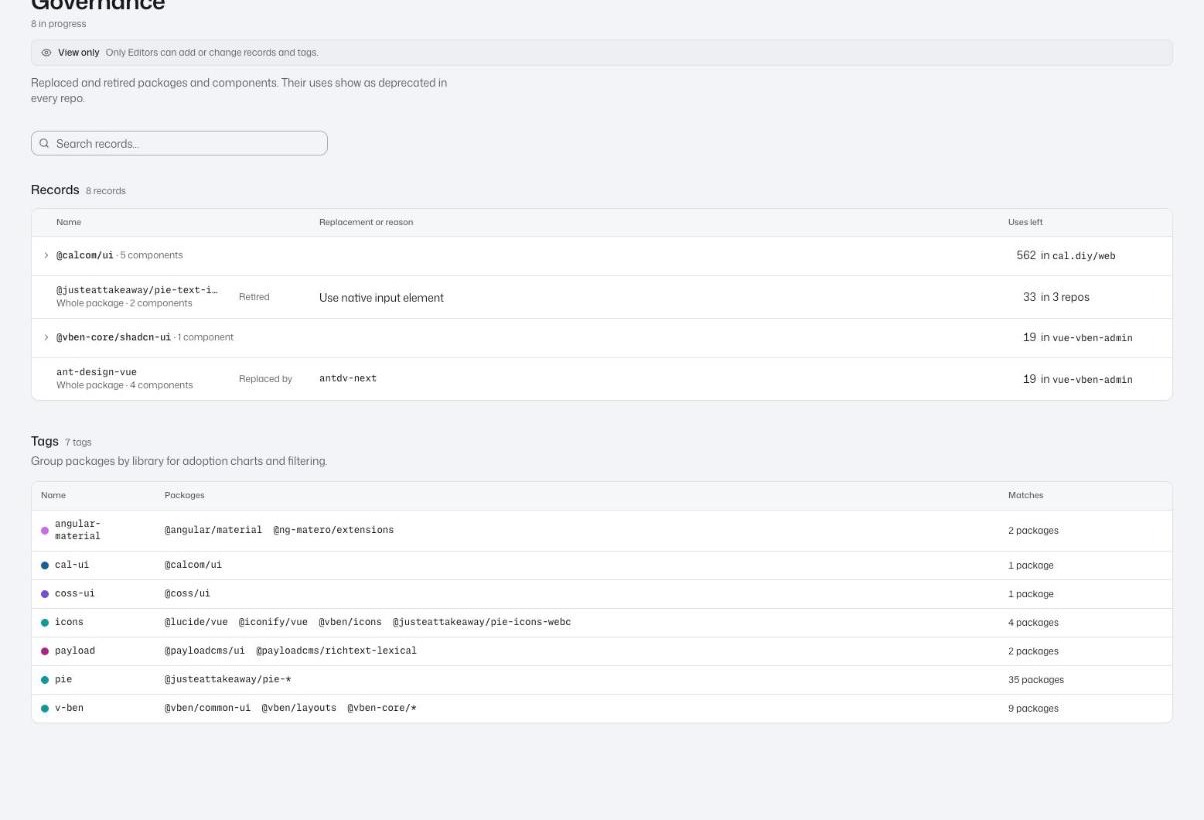 Governance
8 in progress
View only Only Editors can add or change records and tags.
Replaced and retired packages and components. Their uses show as deprecated in
every repo.
Search records...
Records 8 records
Name Replacement or reason Uses left
@calcom/ui · 5 components 562 in cal.diy/web
@justeattakeaway/pie-text-i…
Whole package · 2 components Retired Use native input element 33 in 3 repos
@vben-core/shadcn-ui · 1 component 19 in vue-vben-admin
ant-design-vue
Whole package · 4 components Replaced by antdv-next 19 in vue-vben-admin
Tags 7 tags
Group packages by library for adoption charts and filtering.
Name Packages Matches
angular-
material @angular/material @ng-matero/extensions 2 packages
cal-ui @calcom/ui 1 package
coss-ui @coss/ui 1 package
icons @lucide/vue @iconify/vue @vben/icons @justeattakeaway/pie-icons-webc 4 packages
payload @payloadcms/ui @payloadcms/richtext-lexical 2 packages
pie @justeattakeaway/pie-* 35 packages
v-ben @vben/common-ui @vben/layouts @vben-core/* 9 packages